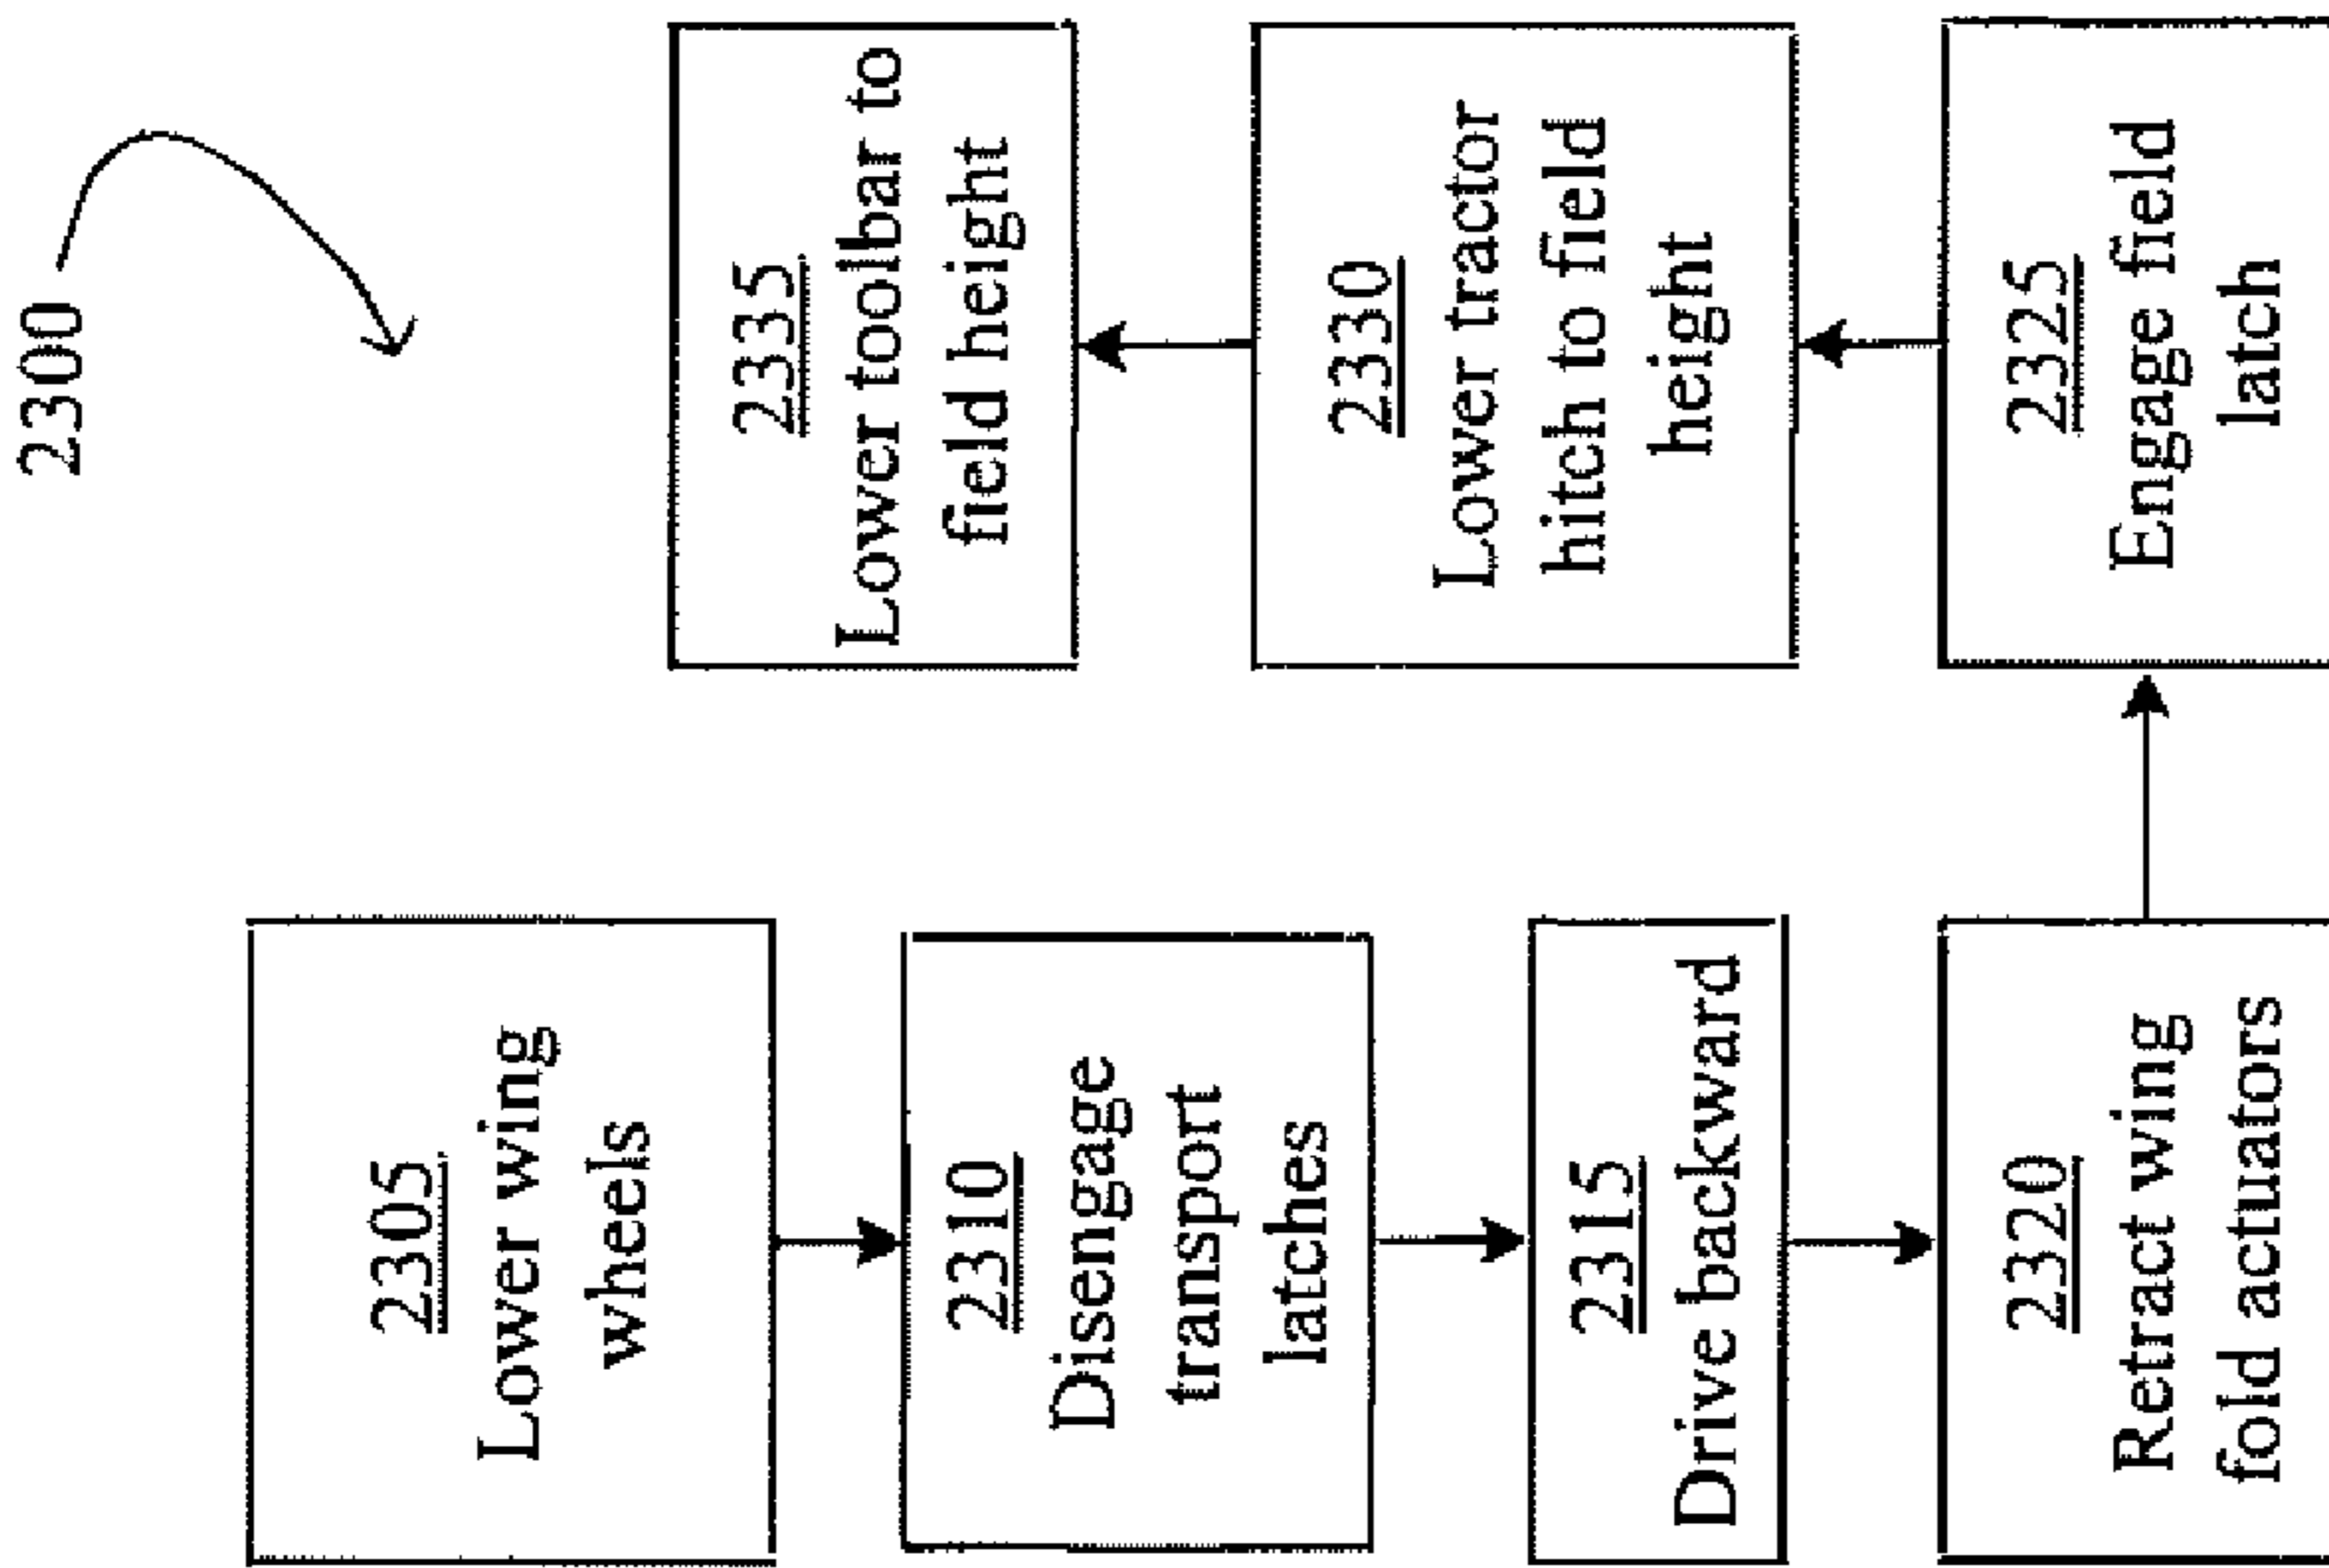 2300
2305
Lower wing
wheels
2310
Disengage
transport
latches
2315
Drive backward
2320
Retract wing
fold actuators
2325
Engage field
latch
2330
Lower tractor
hitch to field
height
2335
Lower toolbar to
field height